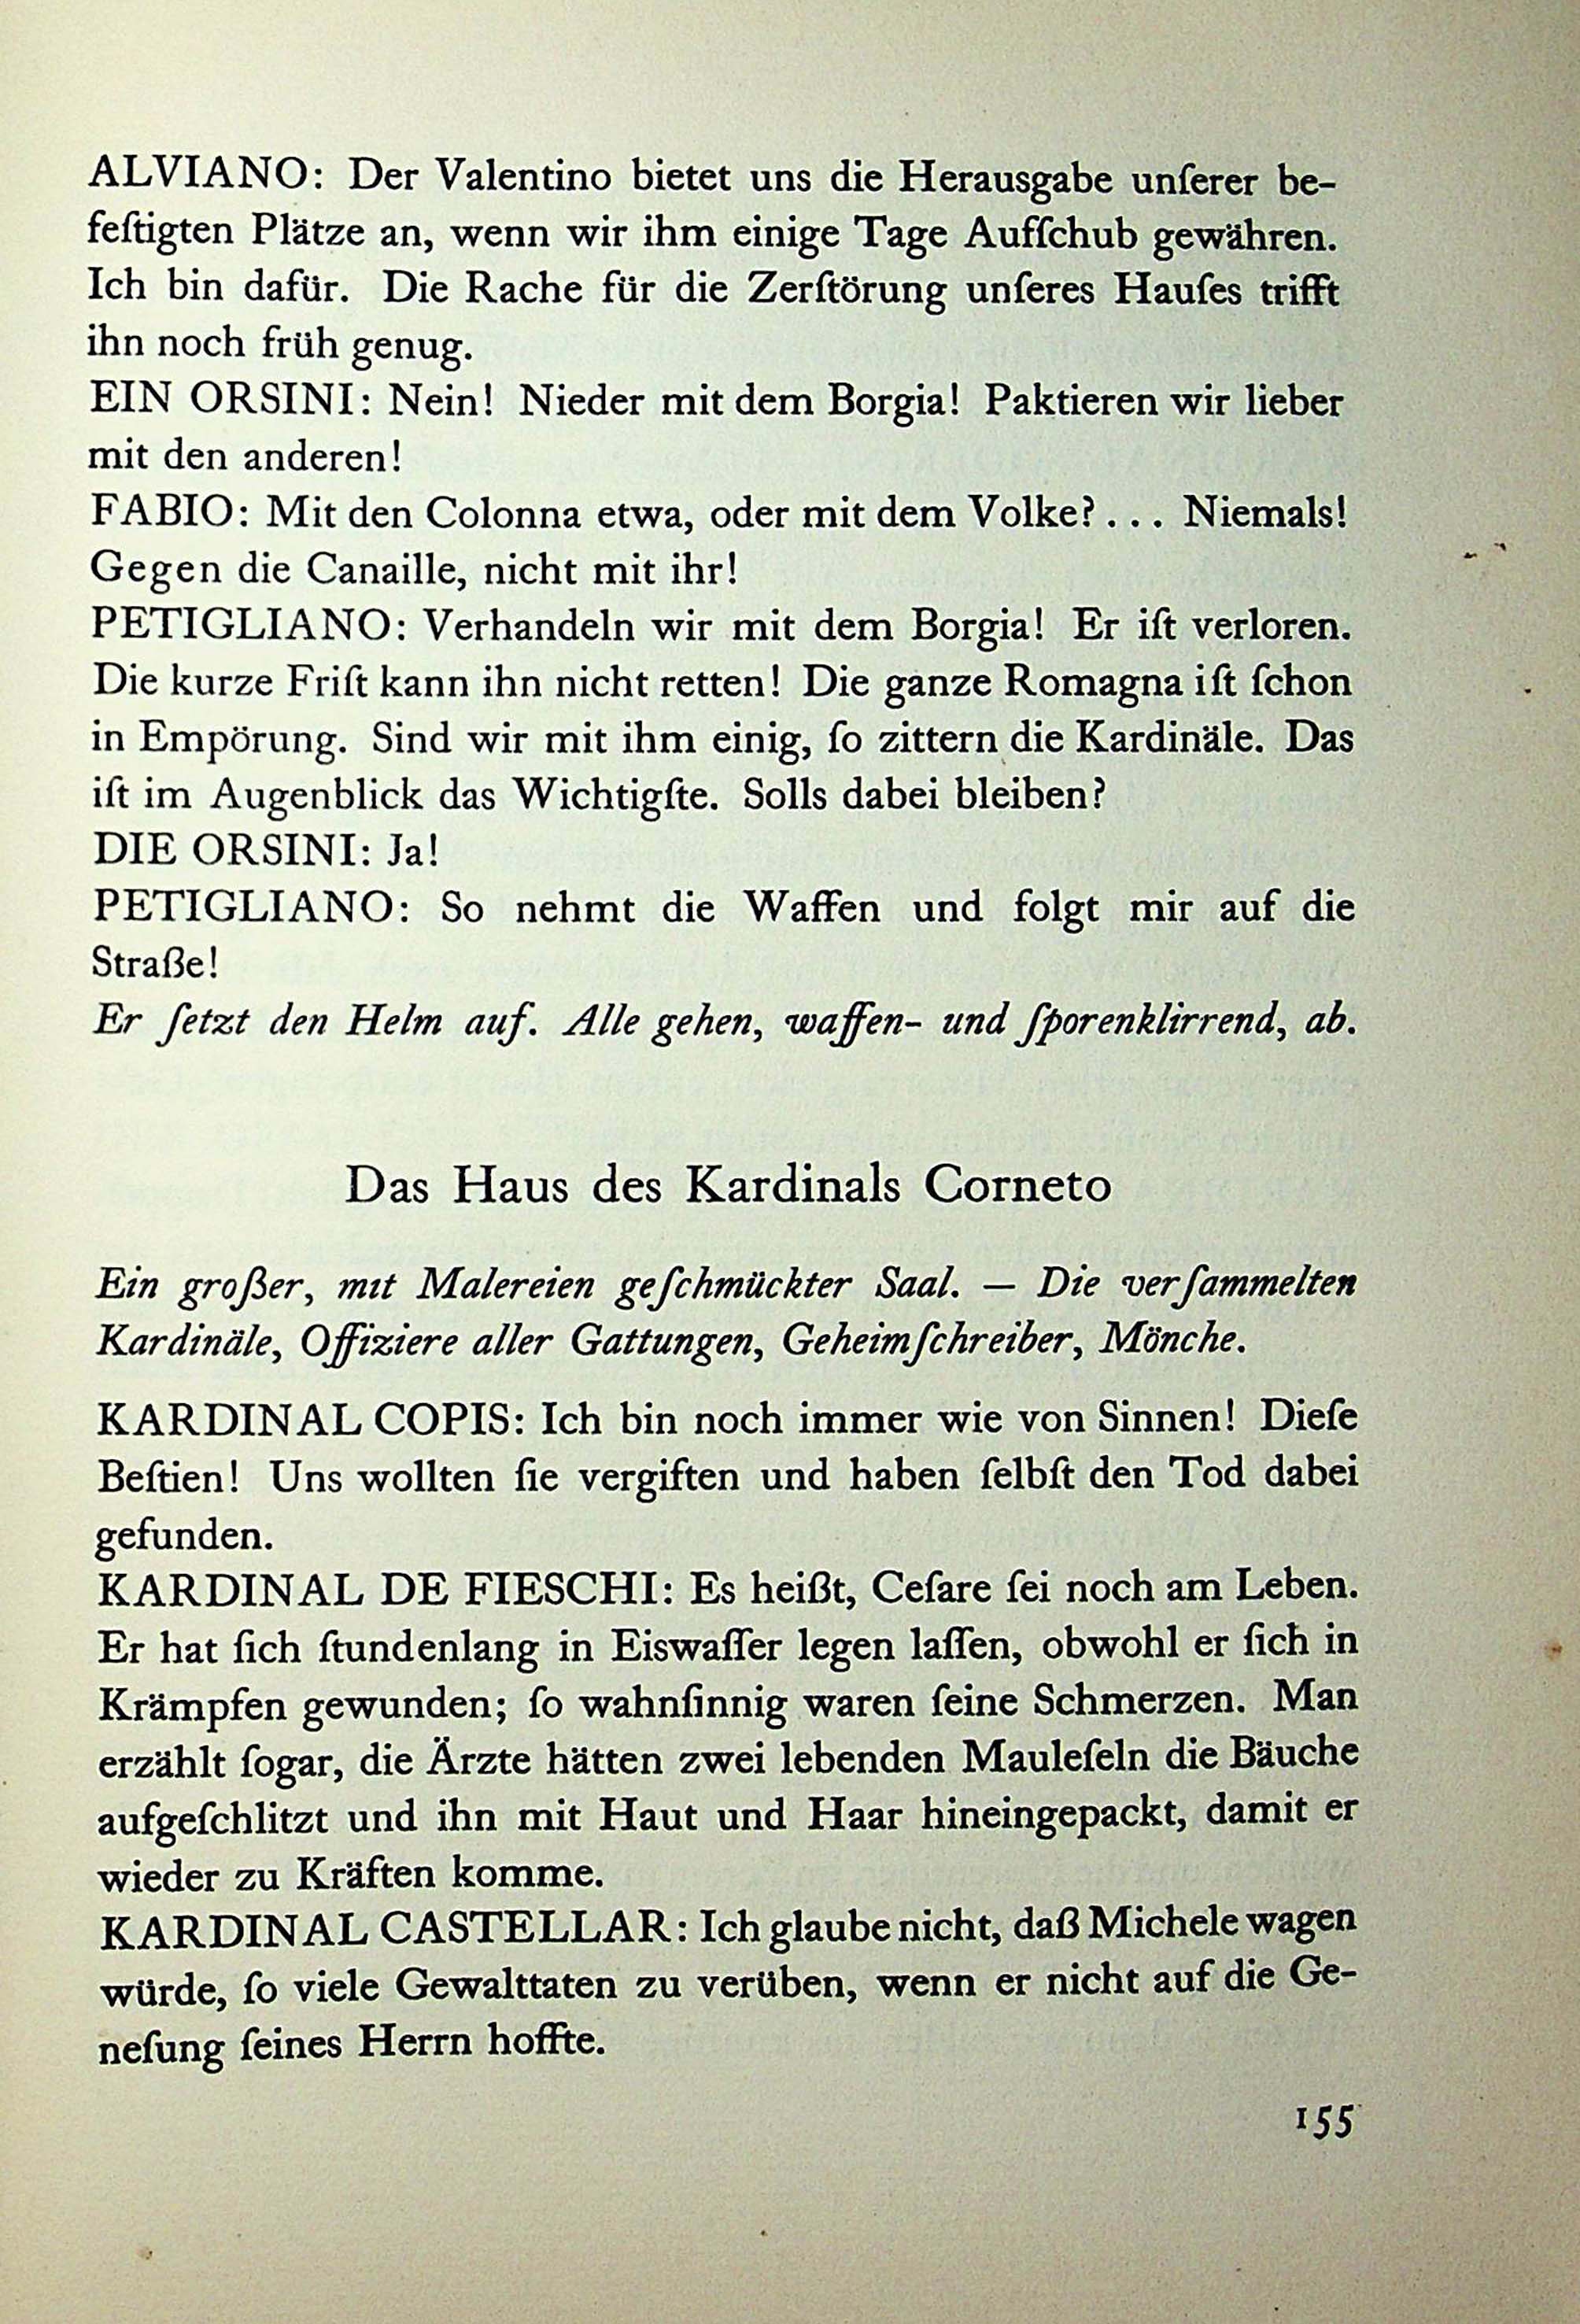 ALVIANO: Der Valentino bietet uns die Herausgabe unſerer be-
feſtigten Plätze an, wenn wir ihm einige Tage Aufſchub gewähren.
Ich bin dafür. Die Rache für die Zerſtörung unſeres Hauſes trifft
ihn noch früh genug.
EIN ORSINI: Nein! Nieder mit dem Borgia! Paktieren wir lieber
mit den anderen!
FABIO: Mit den Colonna etwa, oder mit dem Volke? ... Niemals!
Gegen die Canaille, nicht mit ihr!
PETIGLIANO: Verhandeln wir mit dem Borgia! Er iſt verloren.
Die kurze Friſt kann ihn nicht retten! Die ganze Romagna iſt ſchon
in Empörung. Sind wir mit ihm einig, ſo zittern die Kardinäle. Das
iſt im Augenblick das Wichtigſte. Solls dabei bleiben?
DIE ORSINI: Ja!
PETIGLIANO: So nehmt die Waffen und folgt mir auf die
Straße!
Er ſetzt den Helm auf. Alle gehen, waffen- und ſporenklirrend, ab.
Das Haus des Kardinals Corneto
Ein großer, mit Malereien geſchmückter Saal. — Die verſammelten
Kardinäle, Offiziere aller Gattungen, Geheimſchreiber, Mönche.
KARDINAL COPIS: Ich bin noch immer wie von Sinnen! Dieſe
Beſtien! Uns wollten ſie vergiften und haben ſelbſt den Tod dabei
gefunden.
KARDINAL DE FIESCHI: Es heißt, Ceſare ſei noch am Leben.
Er hat ſich ſtundenlang in Eiswaſſer legen laſſen, obwohl er ſich in
Krämpfen gewunden; ſo wahnſinnig waren ſeine Schmerzen. Man
erzählt ſogar, die Ärzte hätten zwei lebenden Mauleſeln die Bäuche
aufgeſchlitzt und ihn mit Haut und Haar hineingepackt, damit er
wieder zu Kräften komme.
KARDINAL CASTELLAR: Ich glaube nicht, daß Michele wagen
würde, ſo viele Gewalttaten zu verüben, wenn er nicht auf die Ge-
neſung ſeines Herrn hoffte.
155